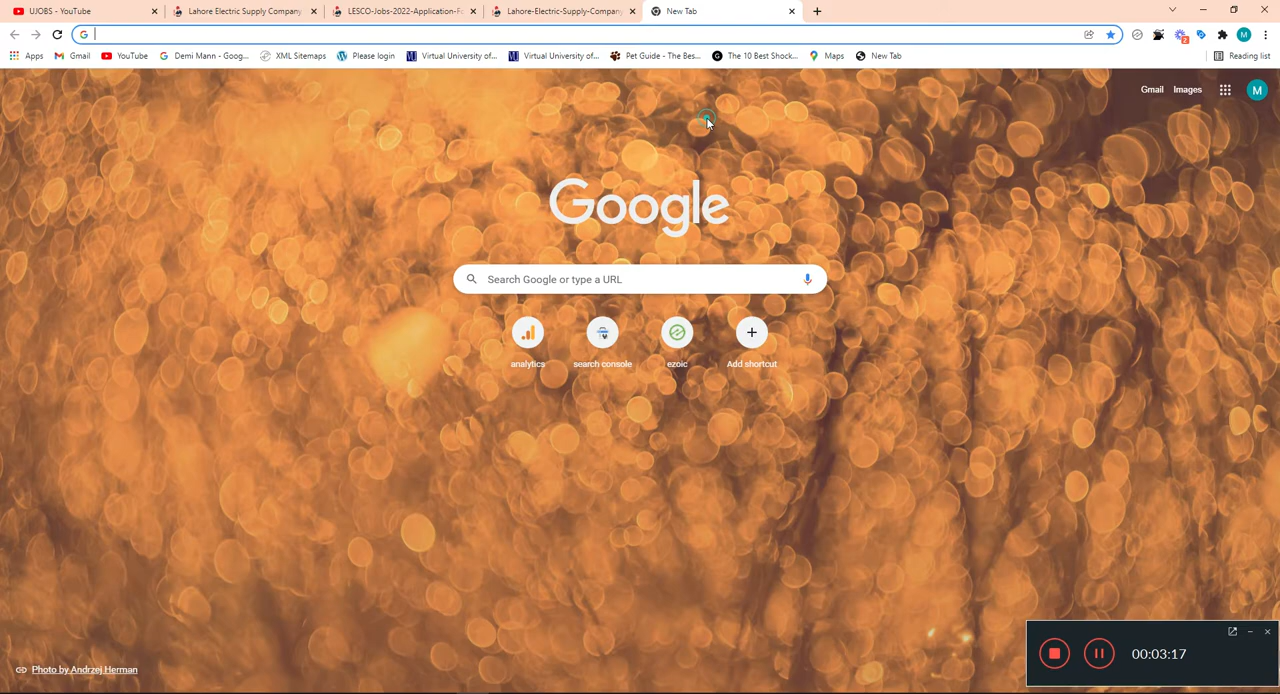 UJOBS - YouTube
Lahore Electric Supply Company
LESCO-Jobs-2022-Application-Fo
Lahore-Electric-Supply-Company
New Tab
Apps
Gmail
YouTube
Demi Mann - Goog...
XML Sitemaps
Please login
Virtual University of...
Virtual University of...
Pet Guide - The Bes...
The 10 Best Shock...
Maps
New Tab
Reading list
Gmail
Images
M
Google
Search Google or type a URL
analytics
search console
ezoic
Add shortcut
Photo by Andrzej.Herman
00:03:17